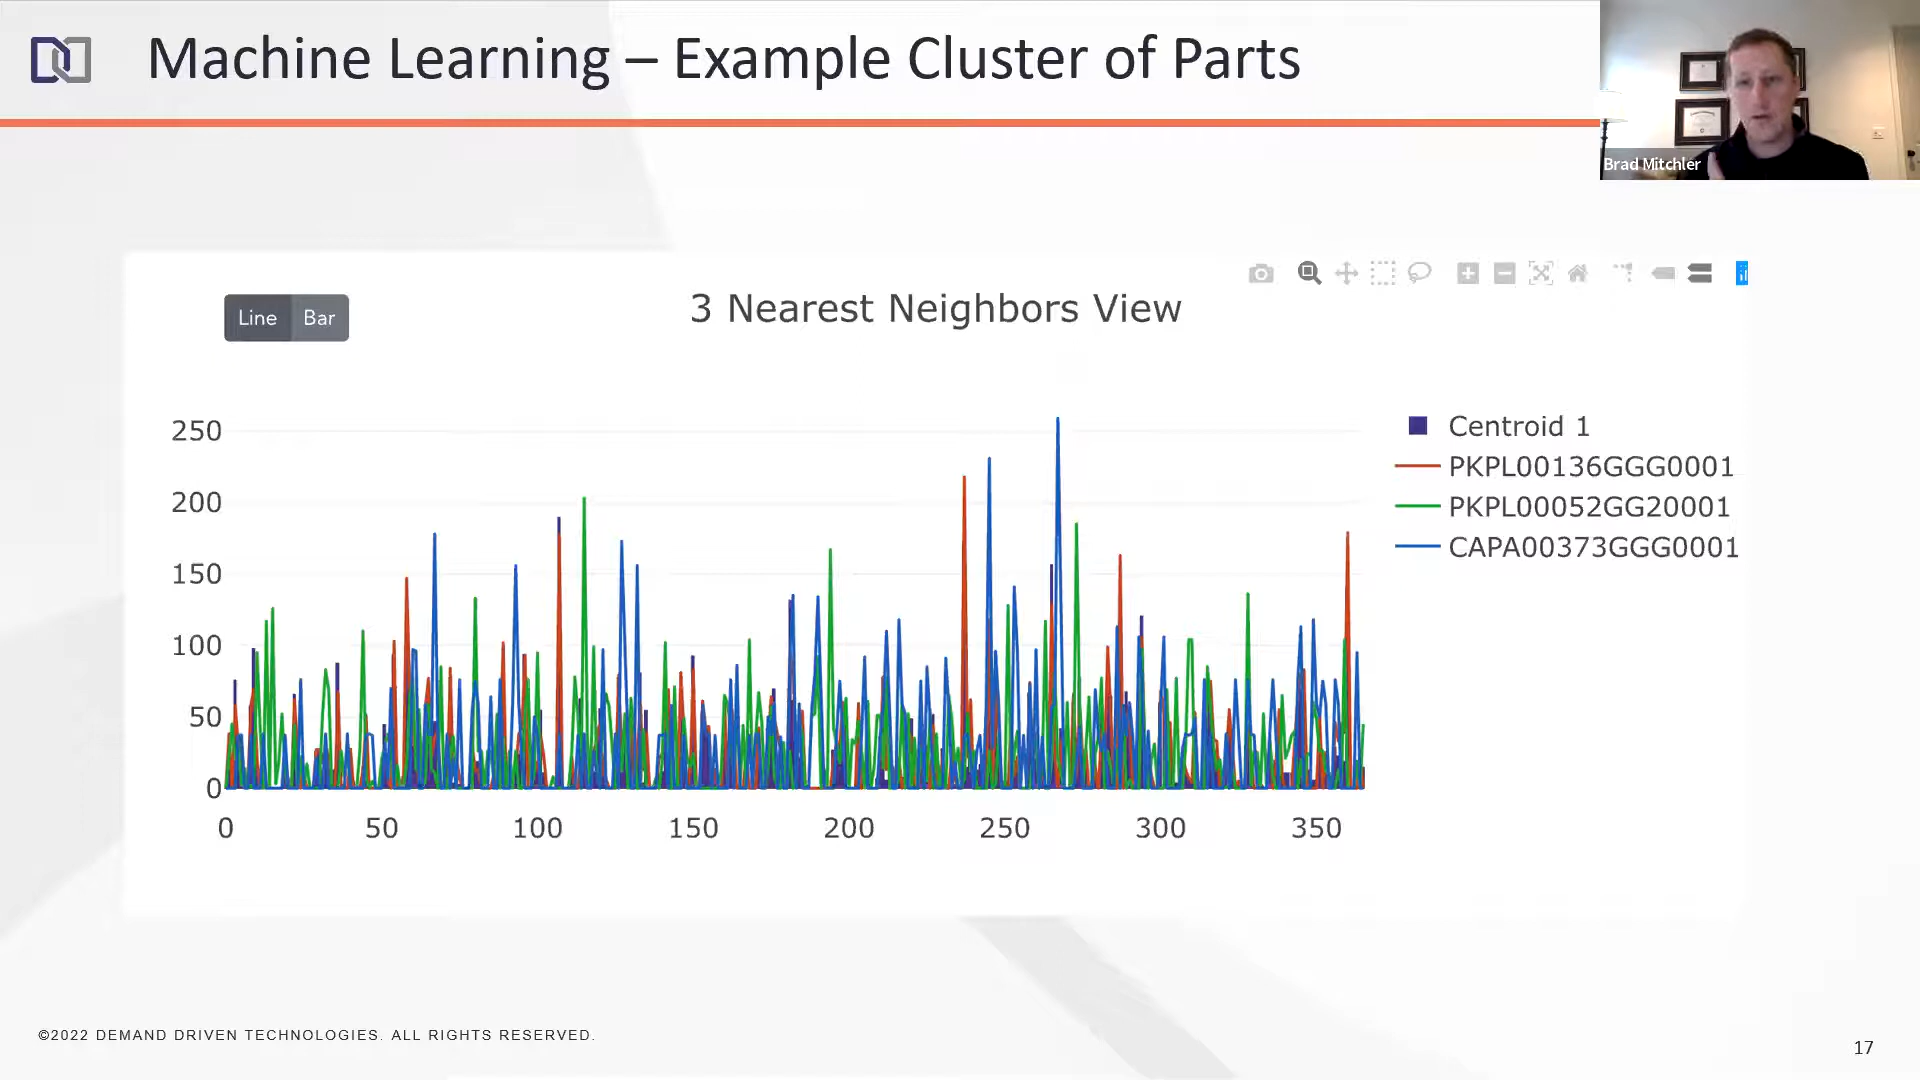 Machine Learning – Example Cluster of Parts
Brad Mitchler
Line Bar
3 Nearest Neighbors View
250
200
150
100
50
0
0 50 100 150 200 250 300 350
Centroid 1
PKPL00136GGG0001
PKPL00052GG20001
CAPA00373GGG0001
©2022 DEMAND DRIVEN TECHNOLOGIES. ALL RIGHTS RESERVED.
17